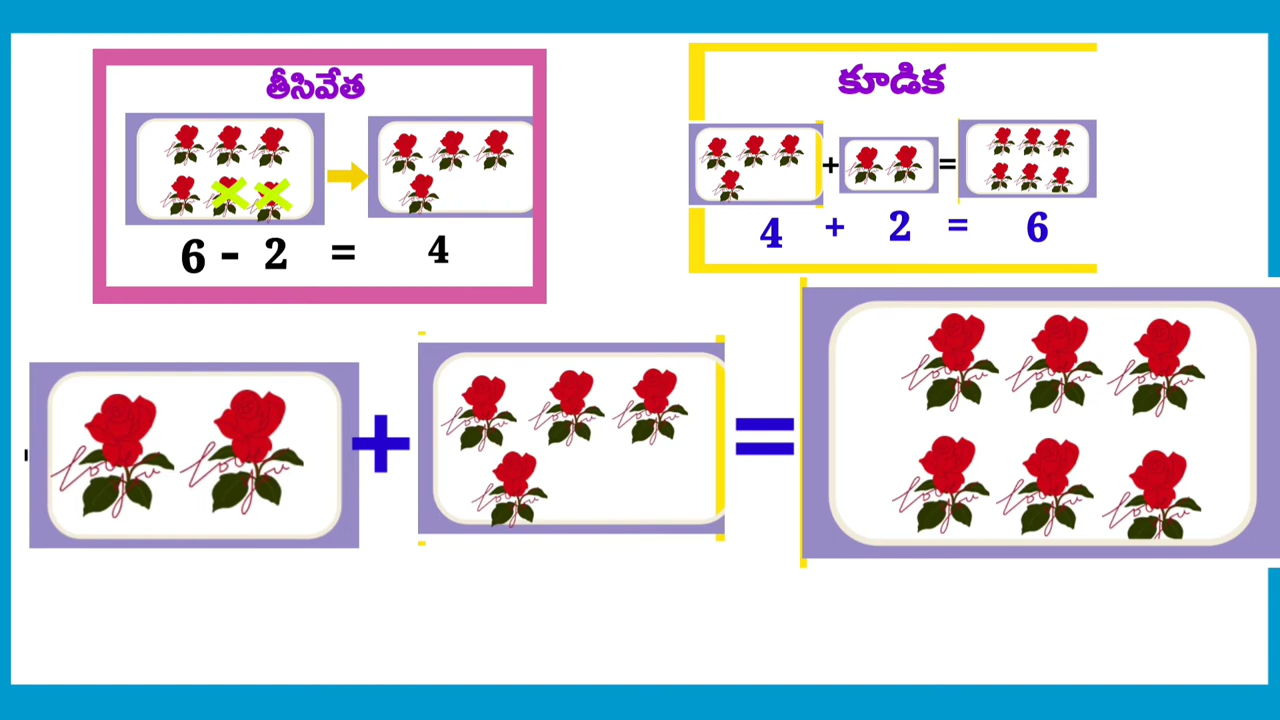 తీసివేత
6 - 2 = 4
కూడిక
+ =
4 + 2 = 6
+ =